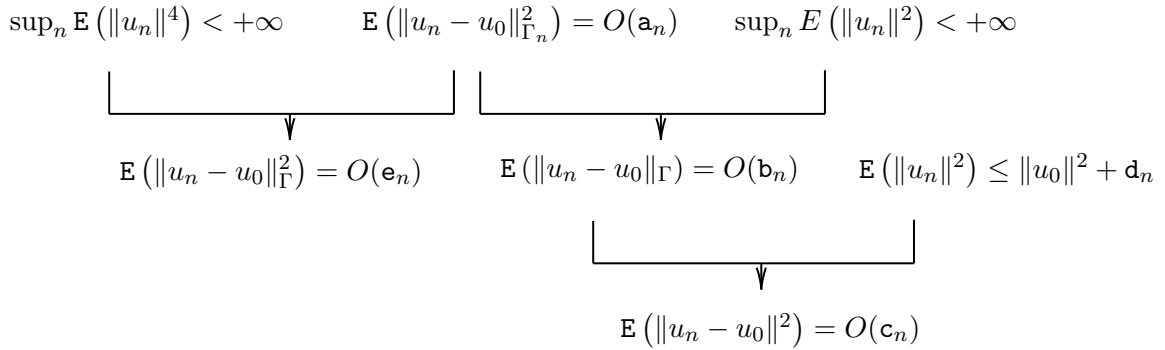 sup_n E(‖u_n‖^4) < +∞ E(‖u_n − u_0‖^2_{Γ_n}) = O(a_n) sup_n E(‖u_n‖^2) < +∞
E(‖u_n − u_0‖^2_Γ) = O(e_n) E(‖u_n − u_0‖_Γ) = O(b_n) E(‖u_n‖^2) ≤ ‖u_0‖^2 + d_n
E(‖u_n − u_0‖^2) = O(c_n)